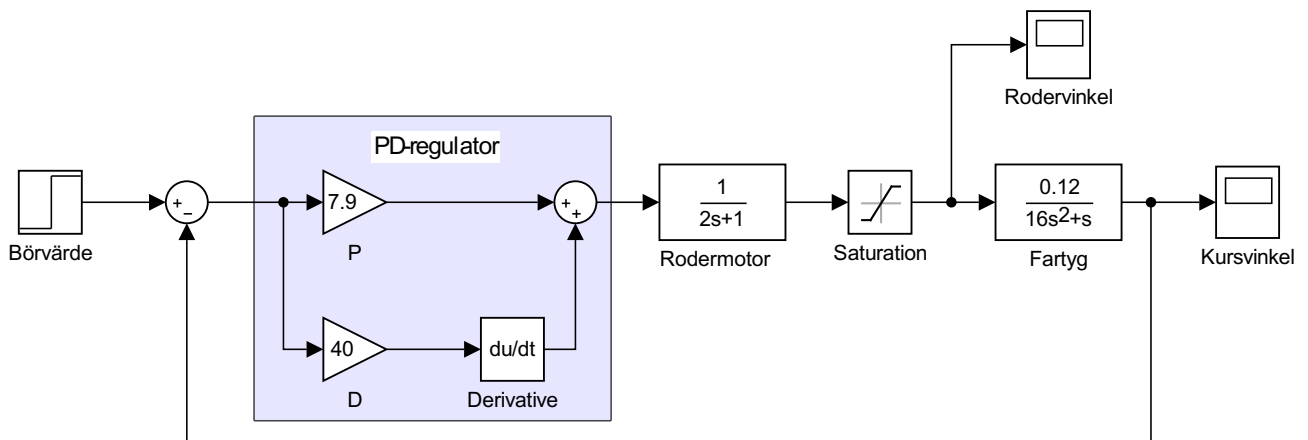 Rodervinkel
PD-regulator
Börvärde
+
−
7.9
P
+
+
1
2s+1
Rodermotor
Saturation
0.12
16s²+s
Fartyg
Kursvinkel
40
D
du/dt
Derivative